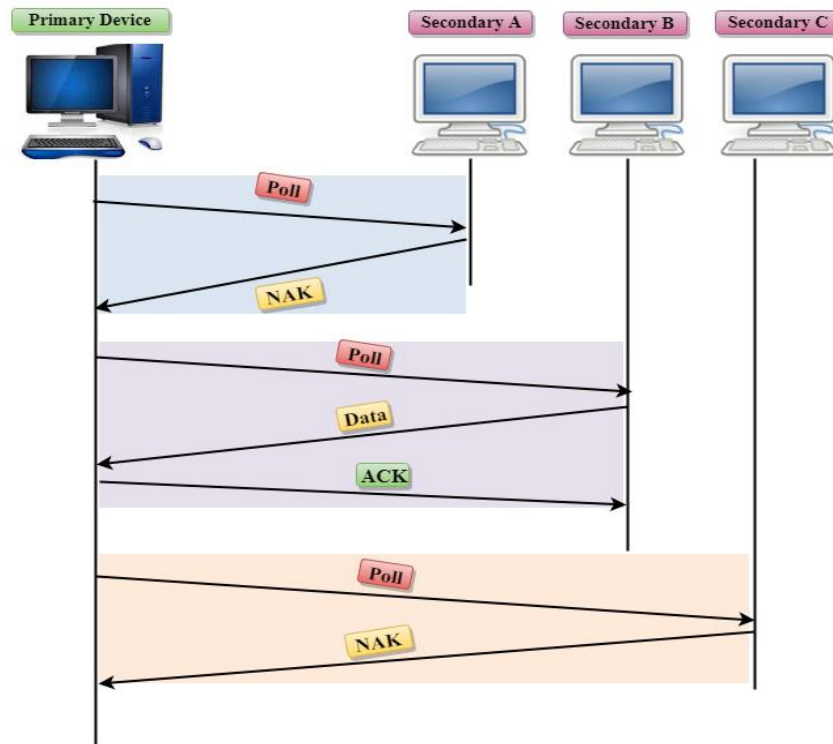 Primary Device
Secondary A
Secondary B
Secondary C
Poll
NAK
Poll
Data
ACK
Poll
NAK